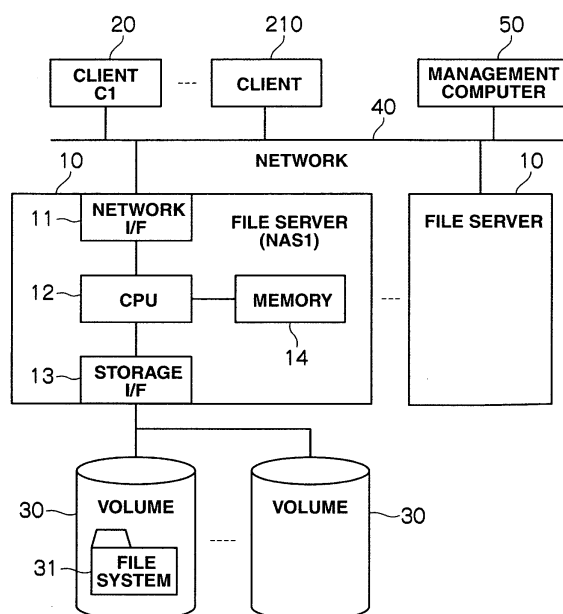 20
210
50
CLIENT
C1
CLIENT
MANAGEMENT
COMPUTER
40
NETWORK
10
10
11
NETWORK
I/F
FILE SERVER
(NAS1)
FILE SERVER
12
CPU
MEMORY
14
13
STORAGE
I/F
30
VOLUME
VOLUME
30
31
FILE
SYSTEM